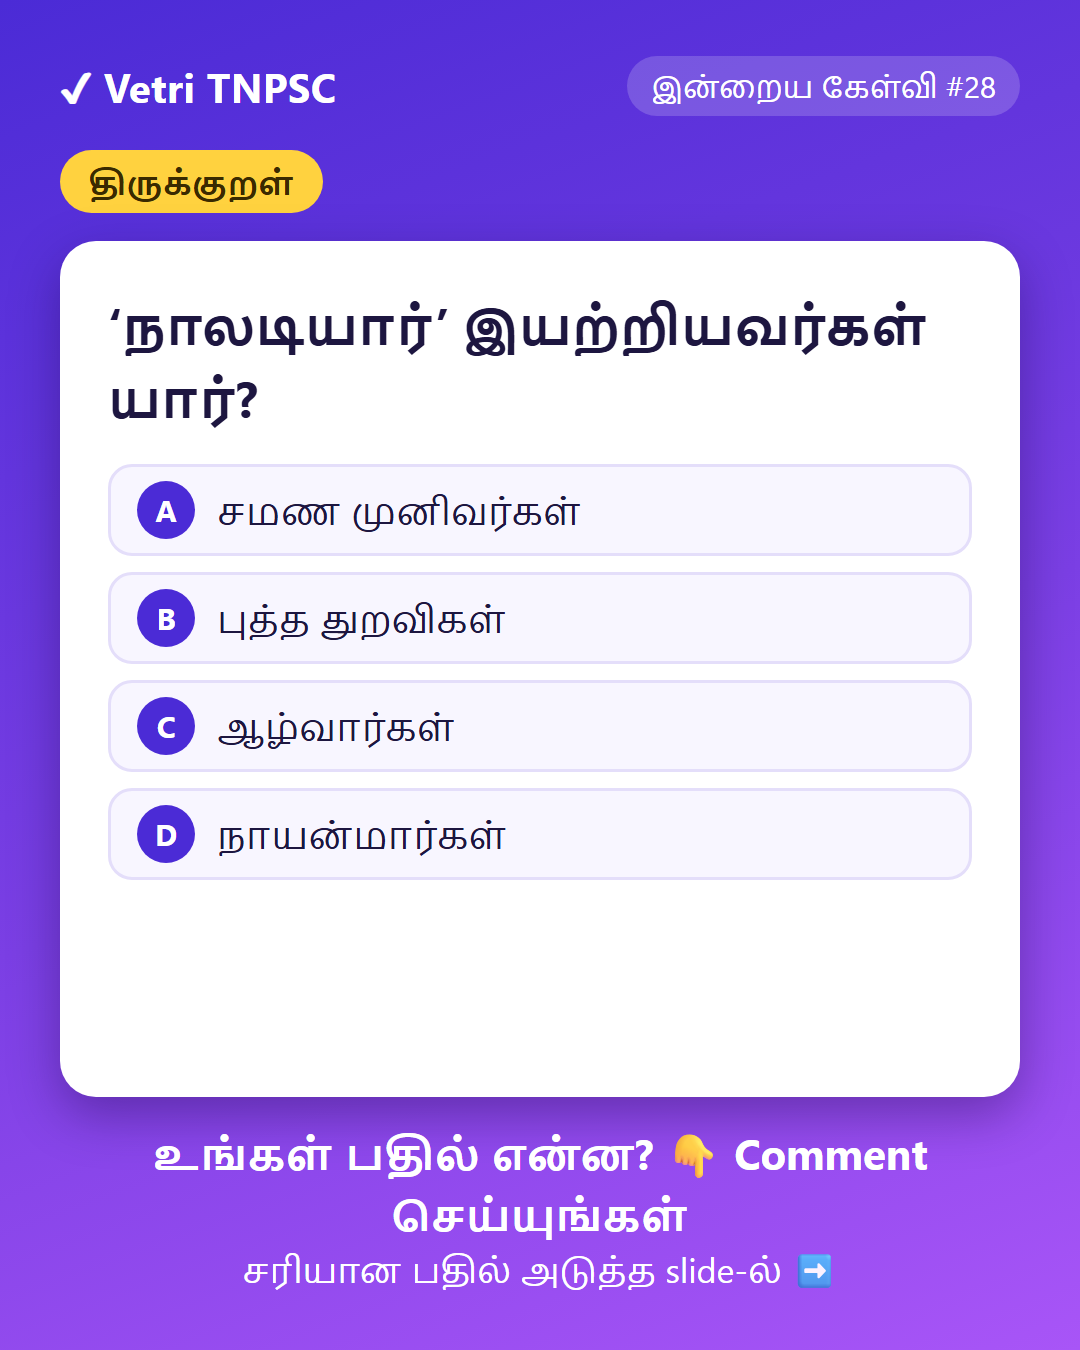 ✔ Vetri TNPSC
இன்றைய கேள்வி #28
திருக்குறள்
‘நாலடியார்’ இயற்றியவர்கள்
யார்?
A சமண முனிவர்கள்
B புத்த துறவிகள்
C ஆழ்வார்கள்
D நாயன்மார்கள்
உங்கள் பதில் என்ன? 👇 Comment
செய்யுங்கள்
சரியான பதில் அடுத்த slide-ல் ➡️